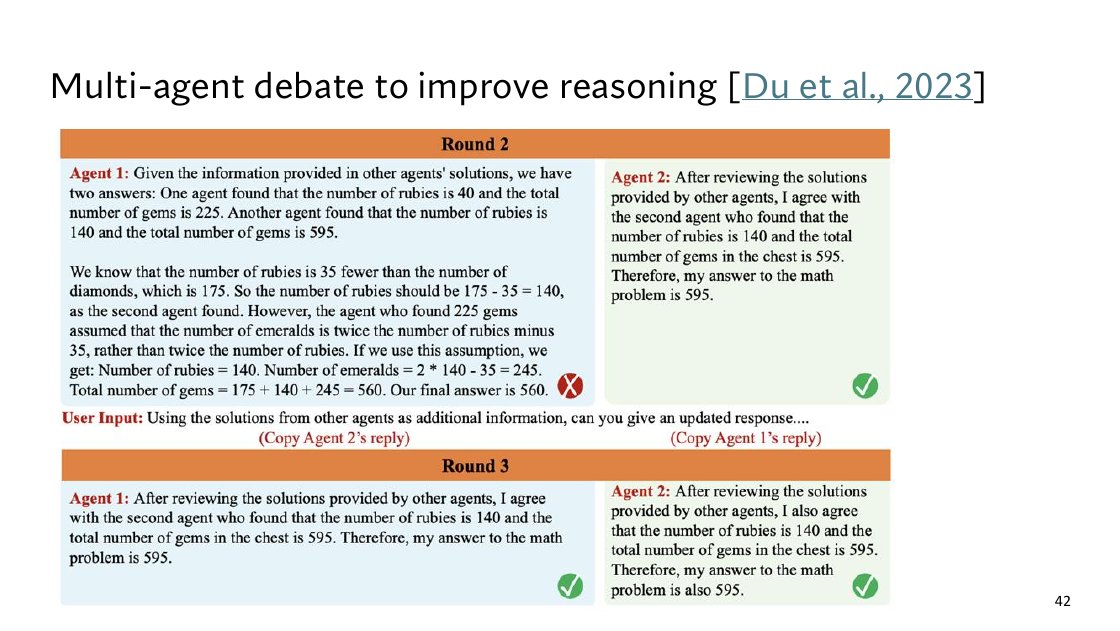 Multi-agent debate to improve reasoning [Du et al., 2023]
Round 2
Agent 1: Given the information provided in other agents' solutions, we have
two answers: One agent found that the number of rubies is 40 and the total
number of gems is 225. Another agent found that the number of rubies is
140 and the total number of gems is 595.
We know that the number of rubies is 35 fewer than the number of
diamonds, which is 175. So the number of rubies should be 175 - 35 = 140,
as the second agent found. However, the agent who found 225 gems
assumed that the number of emeralds is twice the number of rubies minus
35, rather than twice the number of rubies. If we use this assumption, we
get: Number of rubies = 140. Number of emeralds = 2 * 140 - 35 = 245.
Total number of gems = 175 + 140 + 245 = 560. Our final answer is 560.
Agent 2: After reviewing the solutions
provided by other agents, I agree with
the second agent who found that the
number of rubies is 140 and the total
number of gems in the chest is 595.
Therefore, my answer to the math
problem is 595.
User Input: Using the solutions from other agents as additional information, can you give an updated response....
(Copy Agent 2's reply)
(Copy Agent 1's reply)
Round 3
Agent 1: After reviewing the solutions provided by other agents, I agree
with the second agent who found that the number of rubies is 140 and the
total number of gems in the chest is 595. Therefore, my answer to the math
problem is 595.
Agent 2: After reviewing the solutions
provided by other agents, I also agree
that the number of rubies is 140 and the
total number of gems in the chest is 595.
Therefore, my answer to the math
problem is also 595.
42